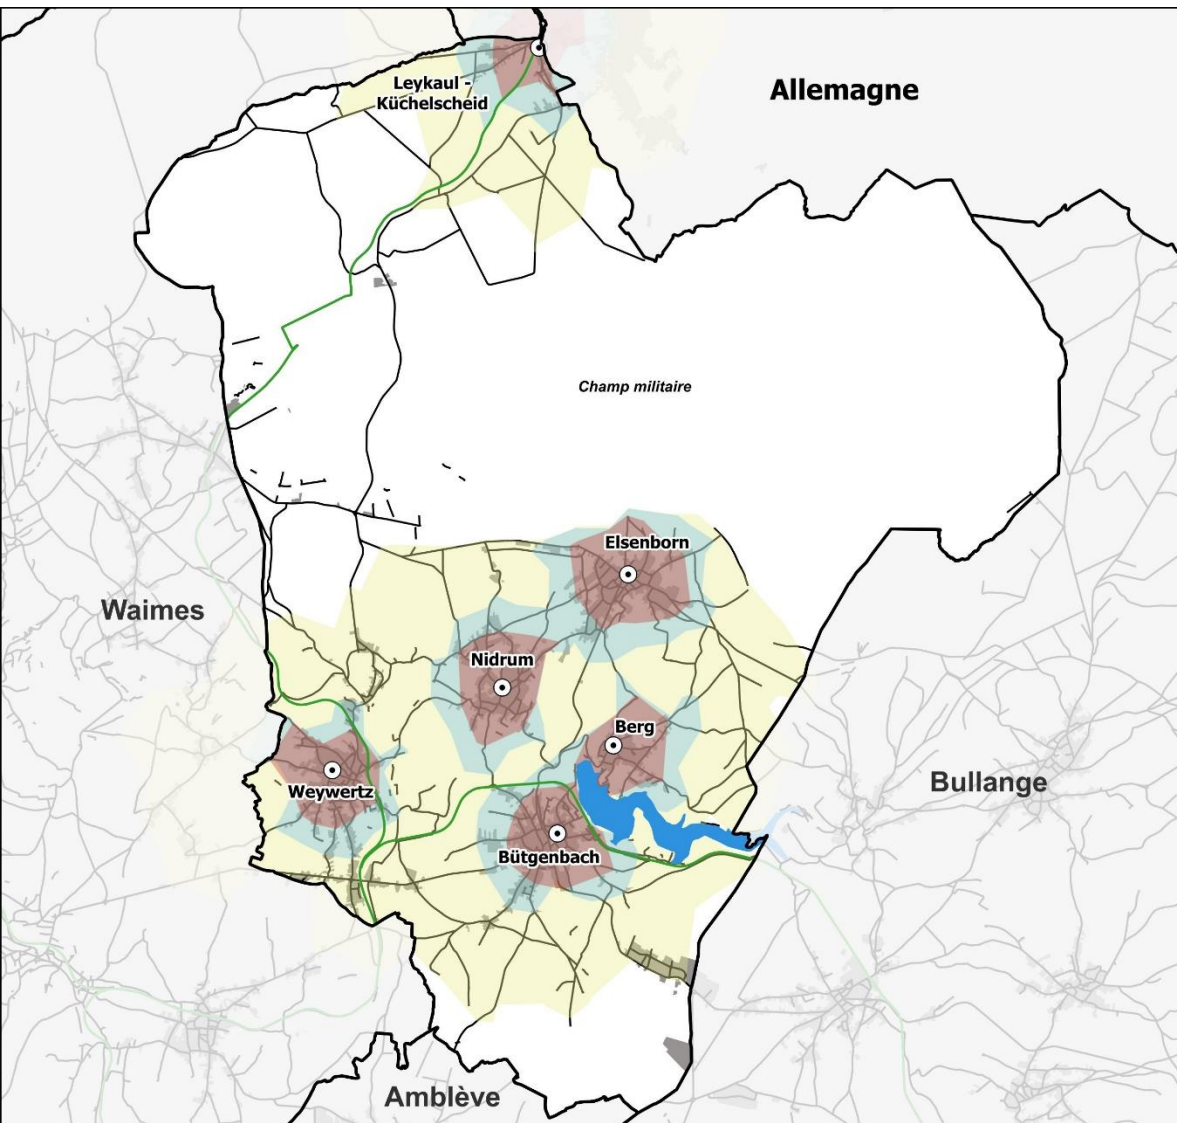 Leykaul -
Küchelscheid
Allemagne
Champ militaire
Elsenborn
Waimes
Nidrum
Berg
Weywertz
Bullange
Bütgenbach
Amblève